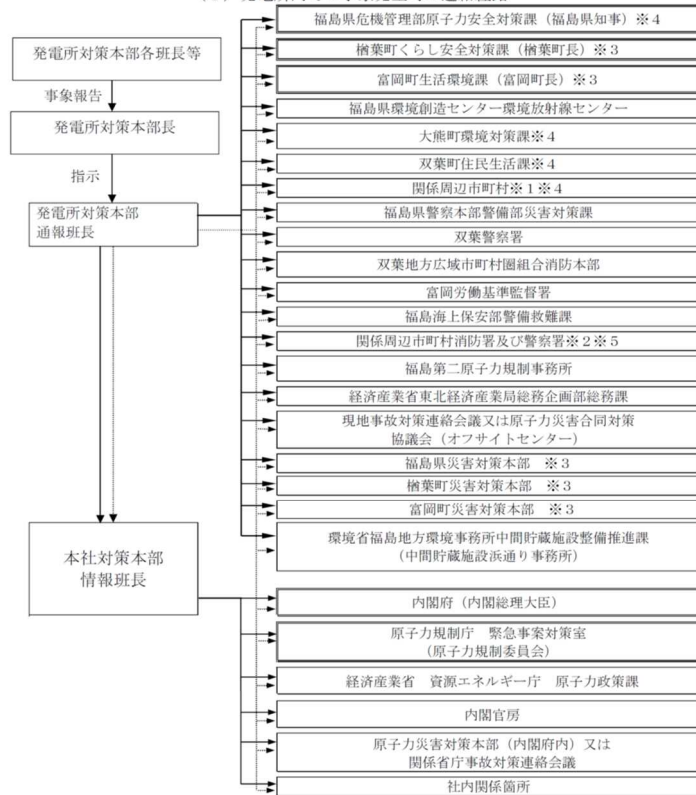 発電所対策本部各班長等
事象報告
発電所対策本部長
指示
発電所対策本部
通報班長
本社対策本部
情報班長
福島県危機管理部原子力安全対策課(福島県知事)※4
楢葉町くらし安全対策課(楢葉町長)※3
富岡町生活環境課(富岡町長)※3
福島県環境創造センター環境放射線センター
大熊町環境対策課※4
双葉町住民生活課※4
関係周辺市町村※1※4
福島県警察本部警備部災害対策課
双葉警察署
双葉地方広域市町村圏組合消防本部
富岡労働基準監督署
福島海上保安部警備救難課
関係周辺市町村消防署及び警察署※2※5
福島第二原子力規制事務所
経済産業省東北経済産業局総務企画部総務課
現地事故対策連絡会議又は原子力災害合同対策
協議会(オフサイトセンター)
福島県災害対策本部 ※3
楢葉町災害対策本部 ※3
富岡町災害対策本部 ※3
環境省福島地方環境事務所中間貯蔵施設整備推進課
(中間貯蔵施設浜通り事務所)
内閣府(内閣総理大臣)
原子力規制庁 緊急事案対策室
(原子力規制委員会)
経済産業省 資源エネルギー庁 原子力政策課
内閣官房
原子力災害対策本部(内閣府内)又は
関係省庁事故対策連絡会議
社内関係箇所